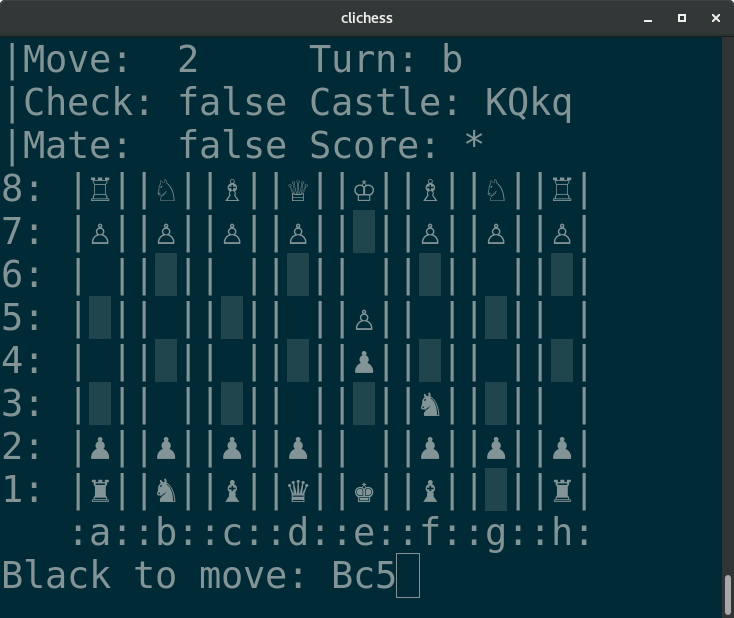 clichess
|Move:  2     Turn: b
|Check: false Castle: KQkq
|Mate:  false Score: *
8: |♖||♘||♗||♕||♔||♗||♘||♖|
7: |♙||♙||♙||♙|| ||♙||♙||♙|
6: | || || || || || || || |
5: | || || || ||♙|| || || |
4: | || || || ||♟|| || || |
3: | || || || || ||♞|| || |
2: |♟||♟||♟||♟|| ||♟||♟||♟|
1: |♜||♞||♝||♛||♚||♝|| ||♜|
:a::b::c::d::e::f::g::h:
Black to move: Bc5